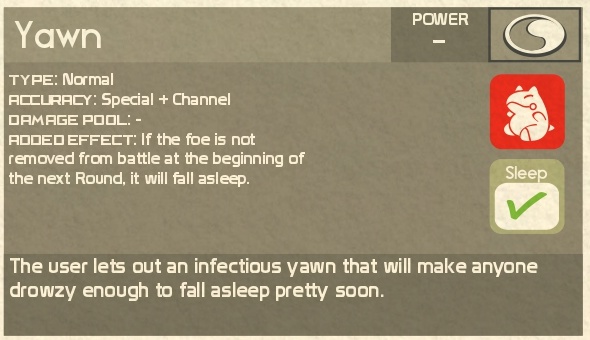 Yawn
POWER
–
TYPE: Normal
ACCURACY: Special + Channel
DAMAGE POOL: -
ADDED EFFECT: If the foe is not
removed from battle at the beginning of
the next Round, it will fall asleep.
Sleep
The user lets out an infectious yawn that will make anyone
drowzy enough to fall asleep pretty soon.